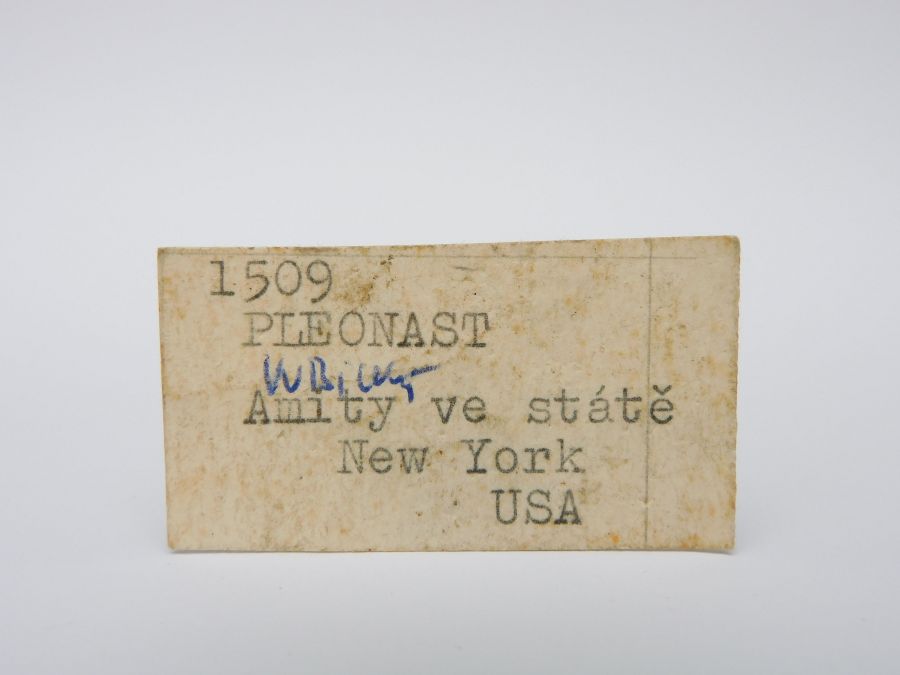 1509
PLEONAST
Amity ve státě
New York
USA